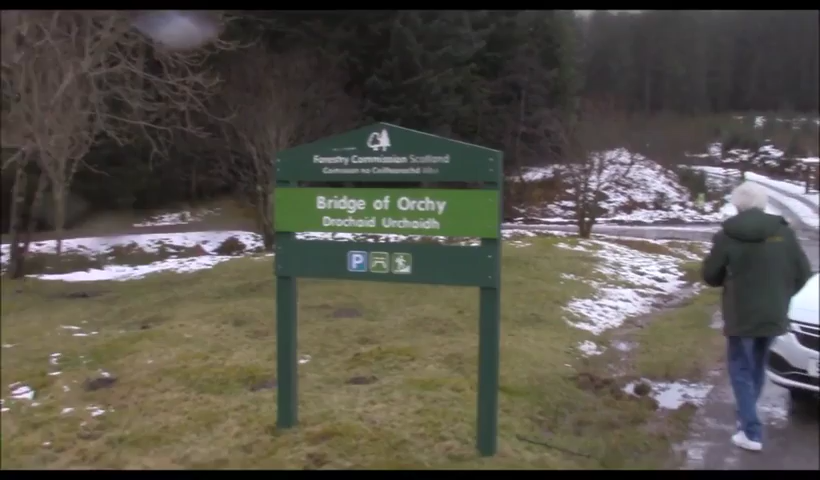 Forestry Commission Scotland
Coimisean na Coilltearachd Alba
Bridge of Orchy
Drochaid Urchaidh
P